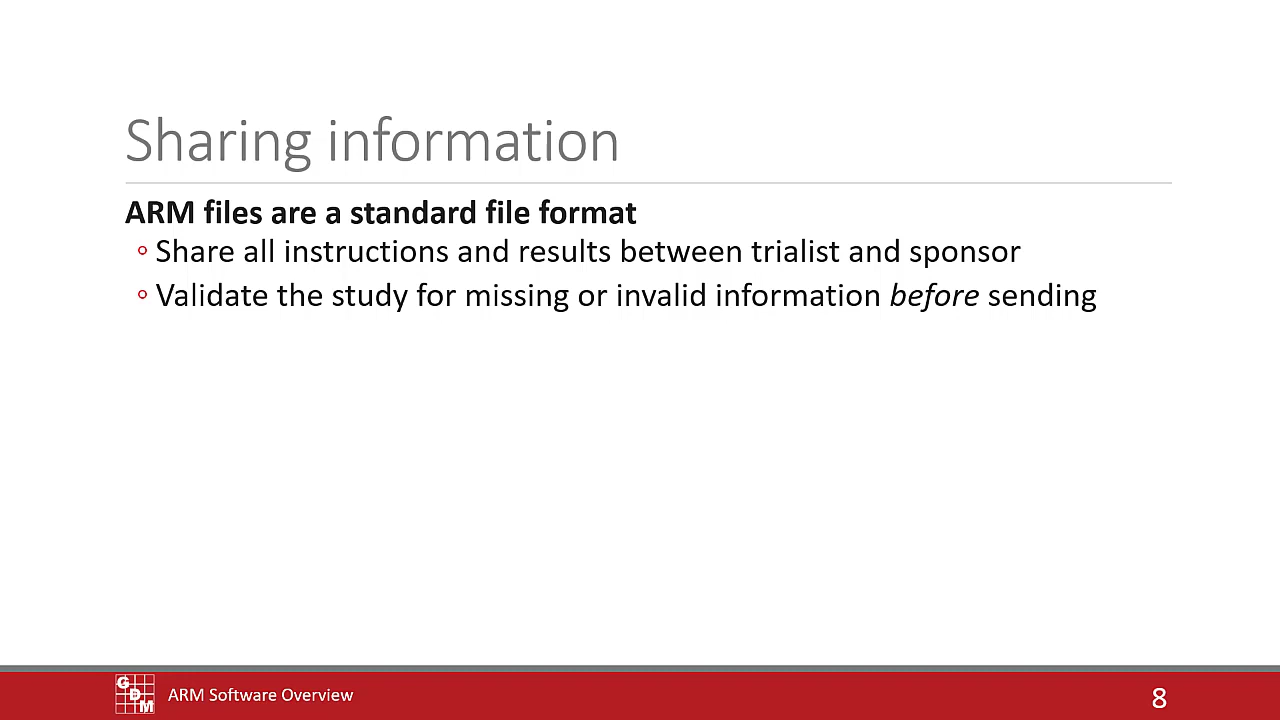 Sharing information
ARM files are a standard file format
◦ Share all instructions and results between trialist and sponsor
◦ Validate the study for missing or invalid information before sending
GDM
ARM Software Overview
8